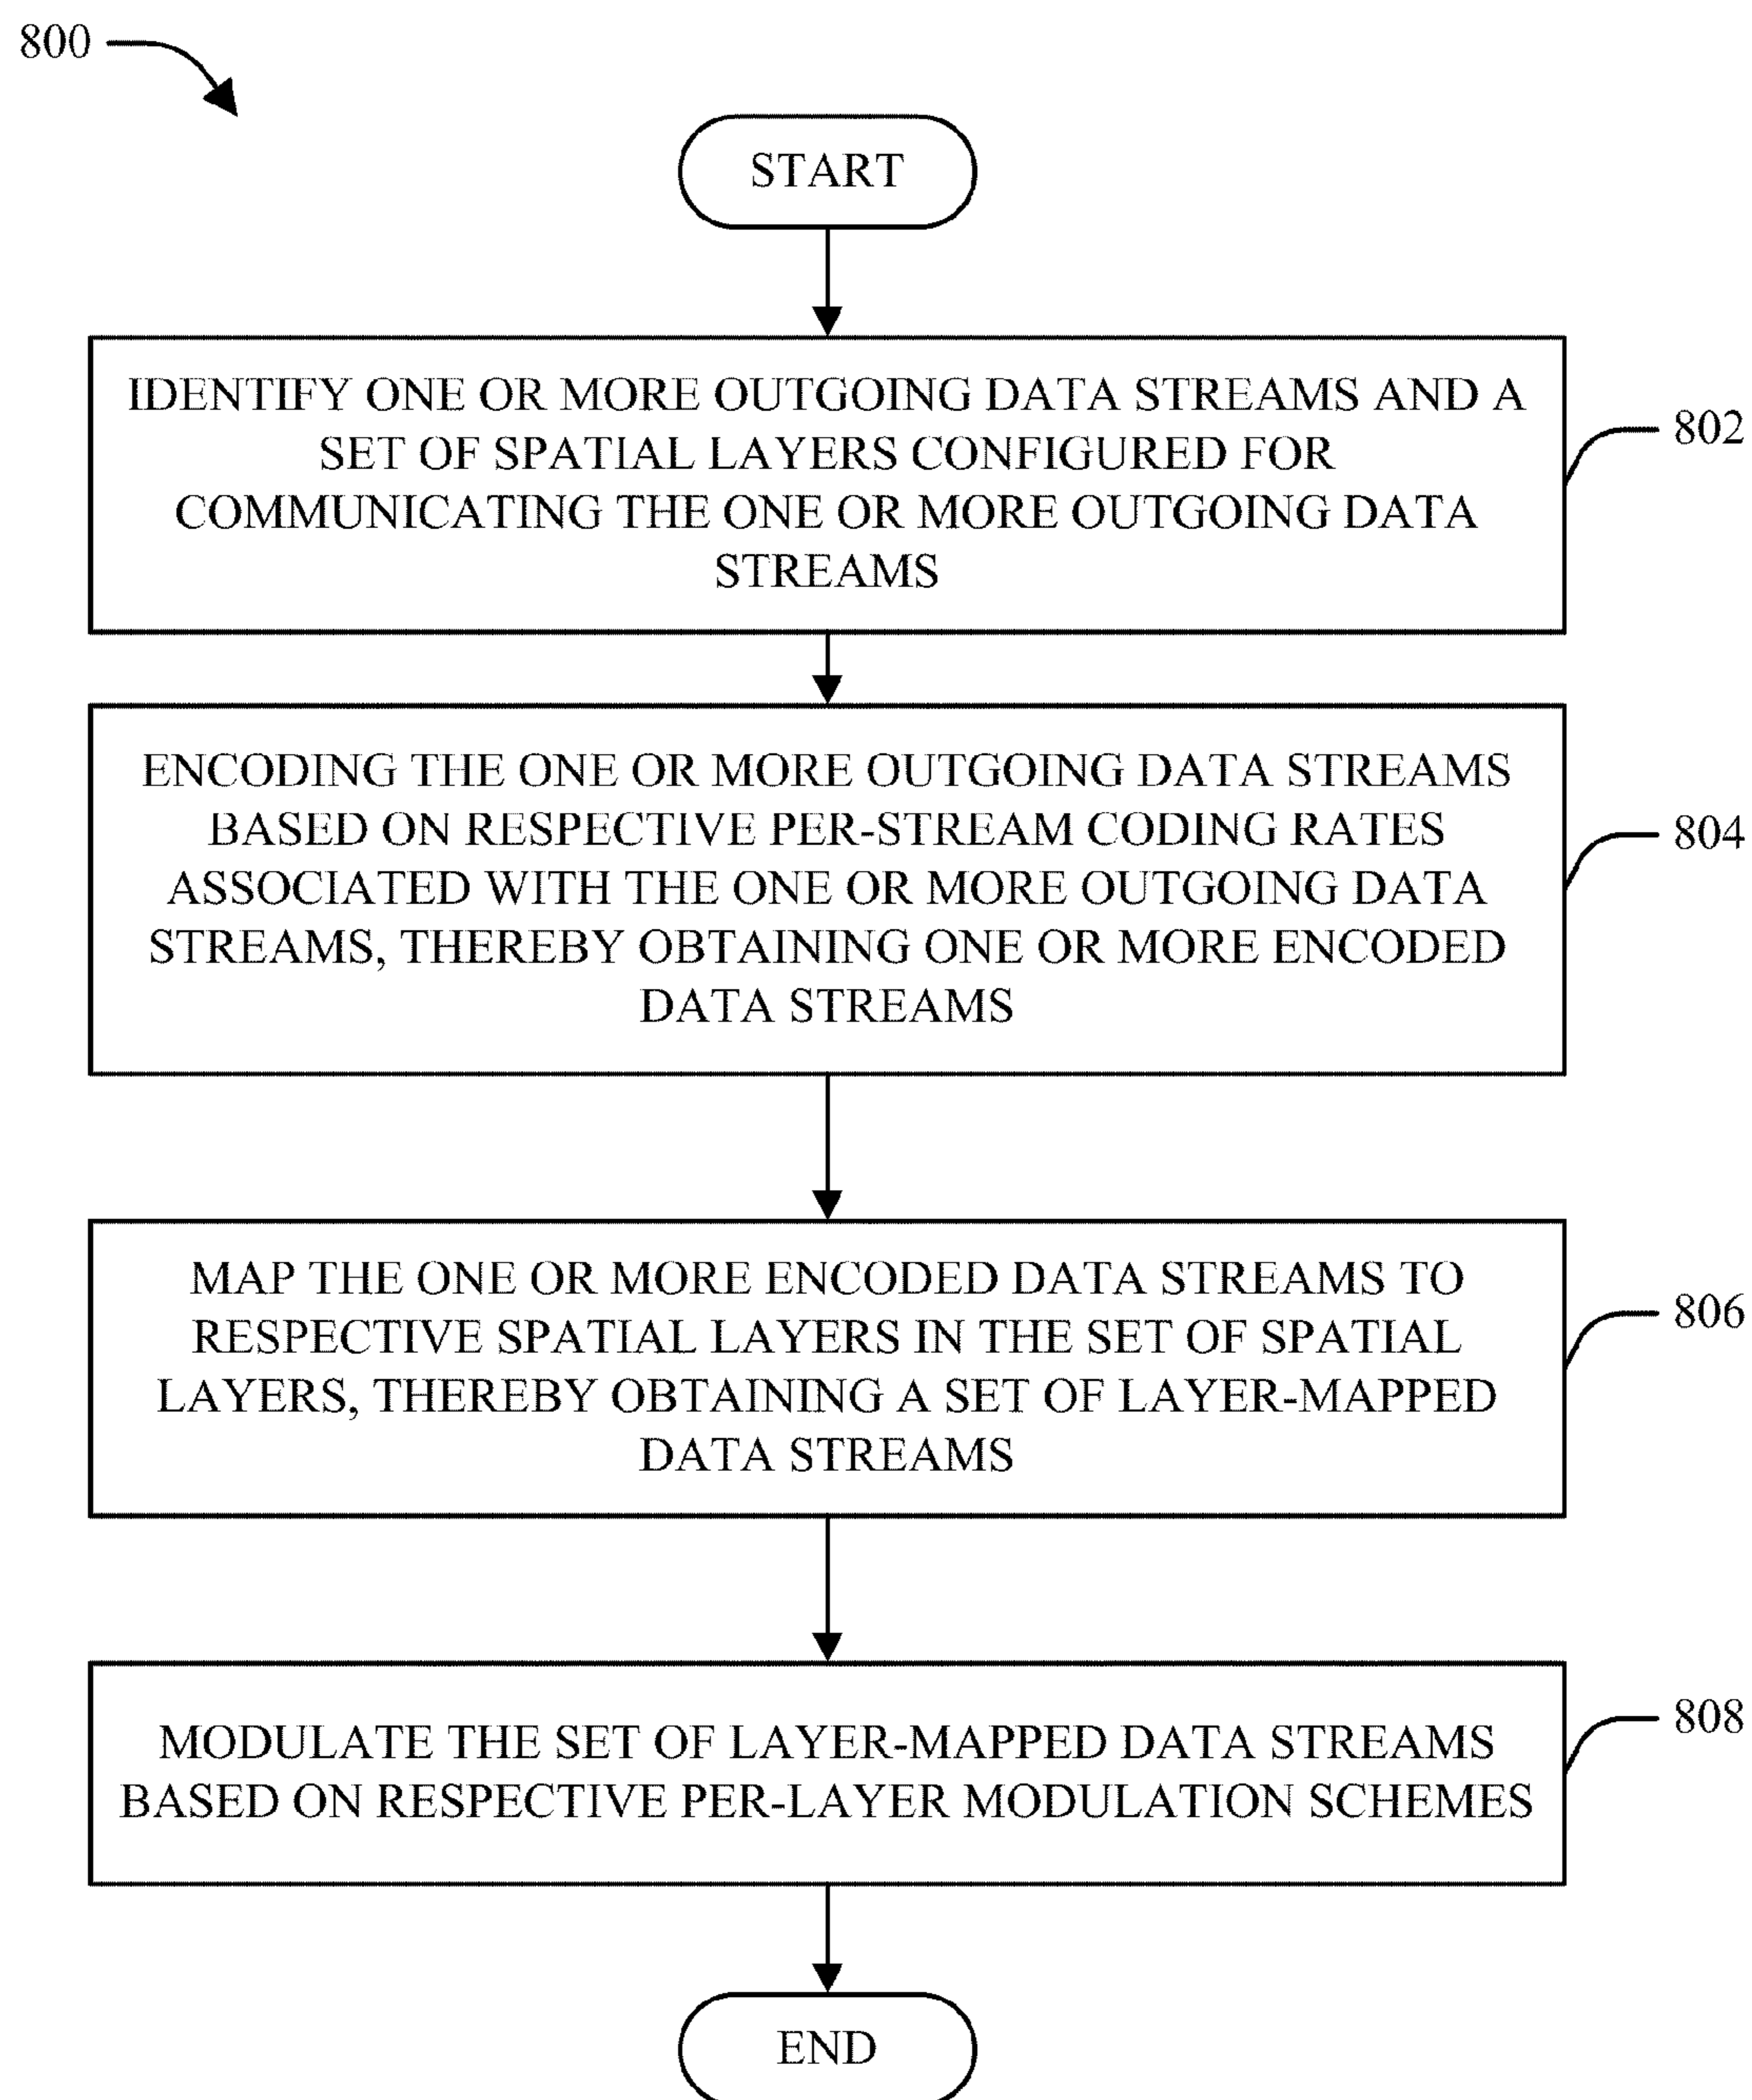 800
START
IDENTIFY ONE OR MORE OUTGOING DATA STREAMS AND A
SET OF SPATIAL LAYERS CONFIGURED FOR
COMMUNICATING THE ONE OR MORE OUTGOING DATA
STREAMS
802
ENCODING THE ONE OR MORE OUTGOING DATA STREAMS
BASED ON RESPECTIVE PER-STREAM CODING RATES
ASSOCIATED WITH THE ONE OR MORE OUTGOING DATA
STREAMS, THEREBY OBTAINING ONE OR MORE ENCODED
DATA STREAMS
804
MAP THE ONE OR MORE ENCODED DATA STREAMS TO
RESPECTIVE SPATIAL LAYERS IN THE SET OF SPATIAL
LAYERS, THEREBY OBTAINING A SET OF LAYER-MAPPED
DATA STREAMS
806
MODULATE THE SET OF LAYER-MAPPED DATA STREAMS
BASED ON RESPECTIVE PER-LAYER MODULATION SCHEMES
808
END